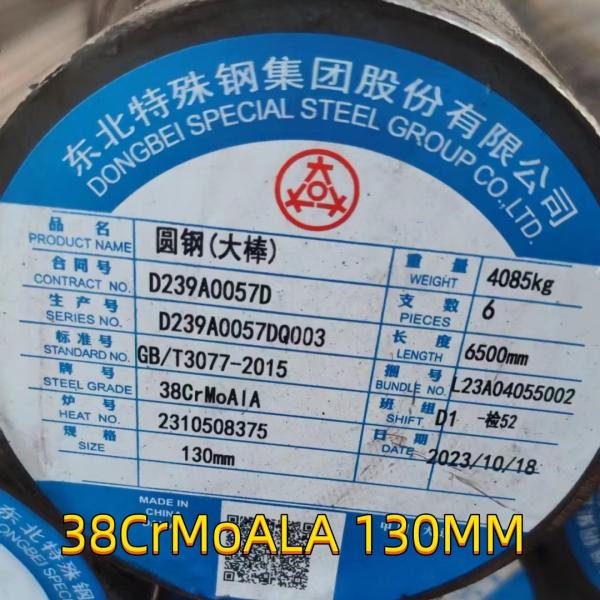 东北特殊钢集团股份有限公司
DONGBEI SPECIAL STEEL GROUP CO.,LTD.
品 名 圆钢(大棒) 重 量 4085kg
PRODUCT NAME WEIGHT
合同号 D239A0057D 支 数 6
CONTRACT NO. PIECES
生产号 D239A0057DQ003 长 度 6500mm
SERIES NO. LENGTH
标准号 GB/T3077-2015 捆 号 L23A04055002
STANDARD NO. BUNDLE NO.
牌 号 38CrMoAlA 班 组 D1 -检52
STEEL GRADE SHIFT
炉 号 2310508375 日 期 2023/10/18
HEAT NO. DATE
规 格 130mm
SIZE
MADE IN
38CrMoALA 130MM
东北特殊钢
DONGBEI SPECIAL